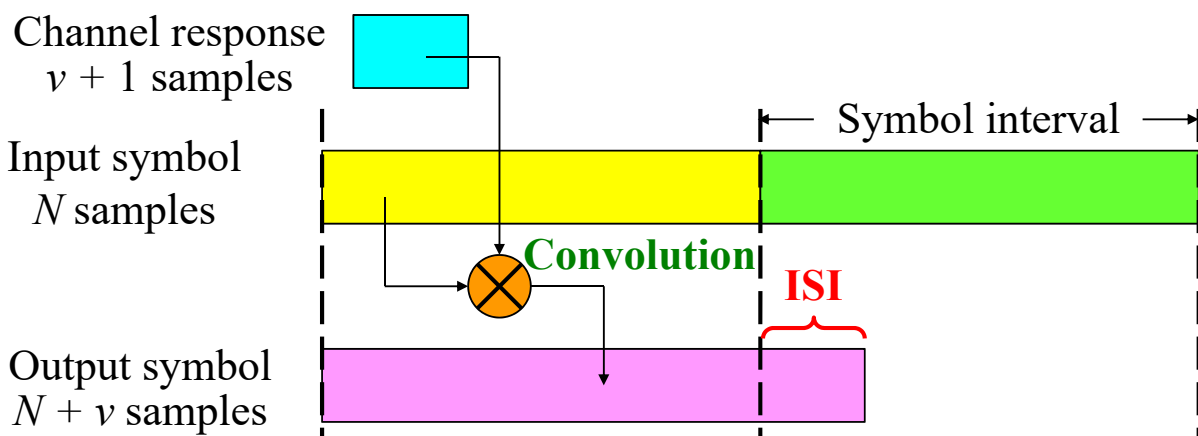 Channel response
v + 1 samples
Symbol interval
Input symbol
N samples
Convolution
ISI
Output symbol
N + v samples